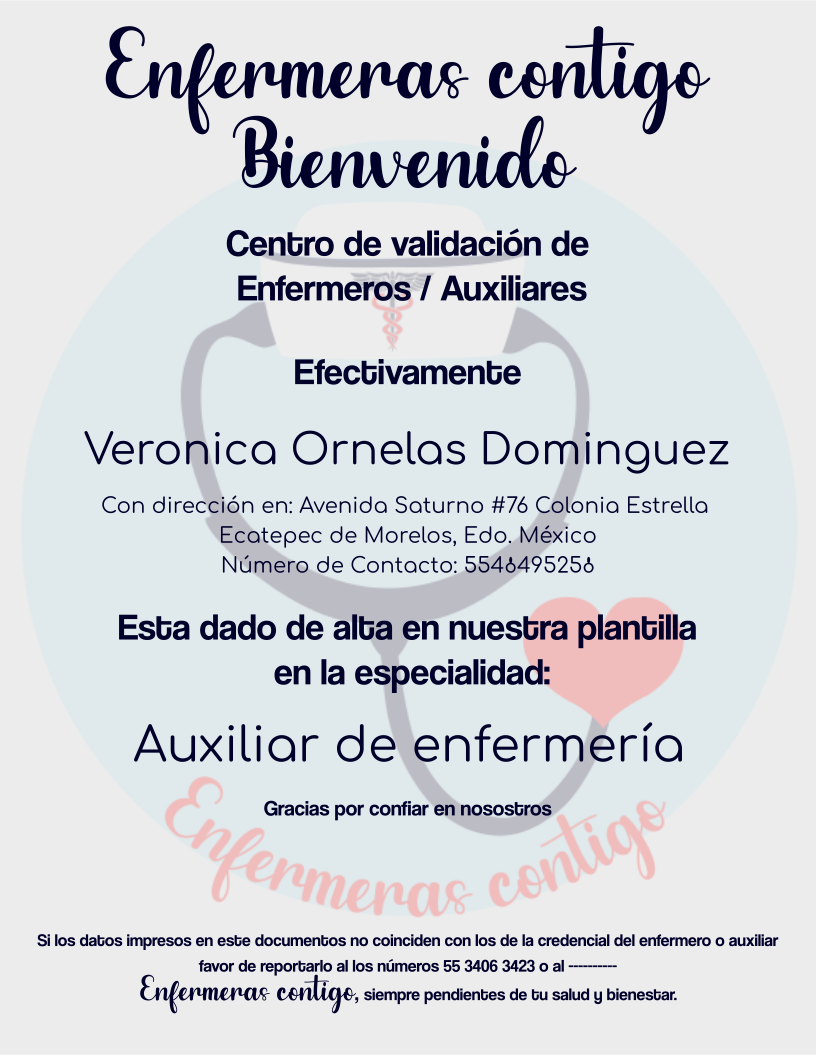 Enfermeras contigo
Bienvenido
Centro de validación de
Enfermeros / Auxiliares
Efectivamente
Veronica Ornelas Dominguez
Con dirección en: Avenida Saturno #76 Colonia Estrella
Ecatepec de Morelos, Edo. México
Número de Contacto: 5546495256
Esta dado de alta en nuestra plantilla
en la especialidad:
Auxiliar de enfermería
Gracias por confiar en nosostros
Enfermeras contigo
Si los datos impresos en este documentos no coinciden con los de la credencial del enfermero o auxiliar
favor de reportarlo al los números 55 3406 3423 o al ----------
Enfermeras contigo, siempre pendientes de tu salud y bienestar.